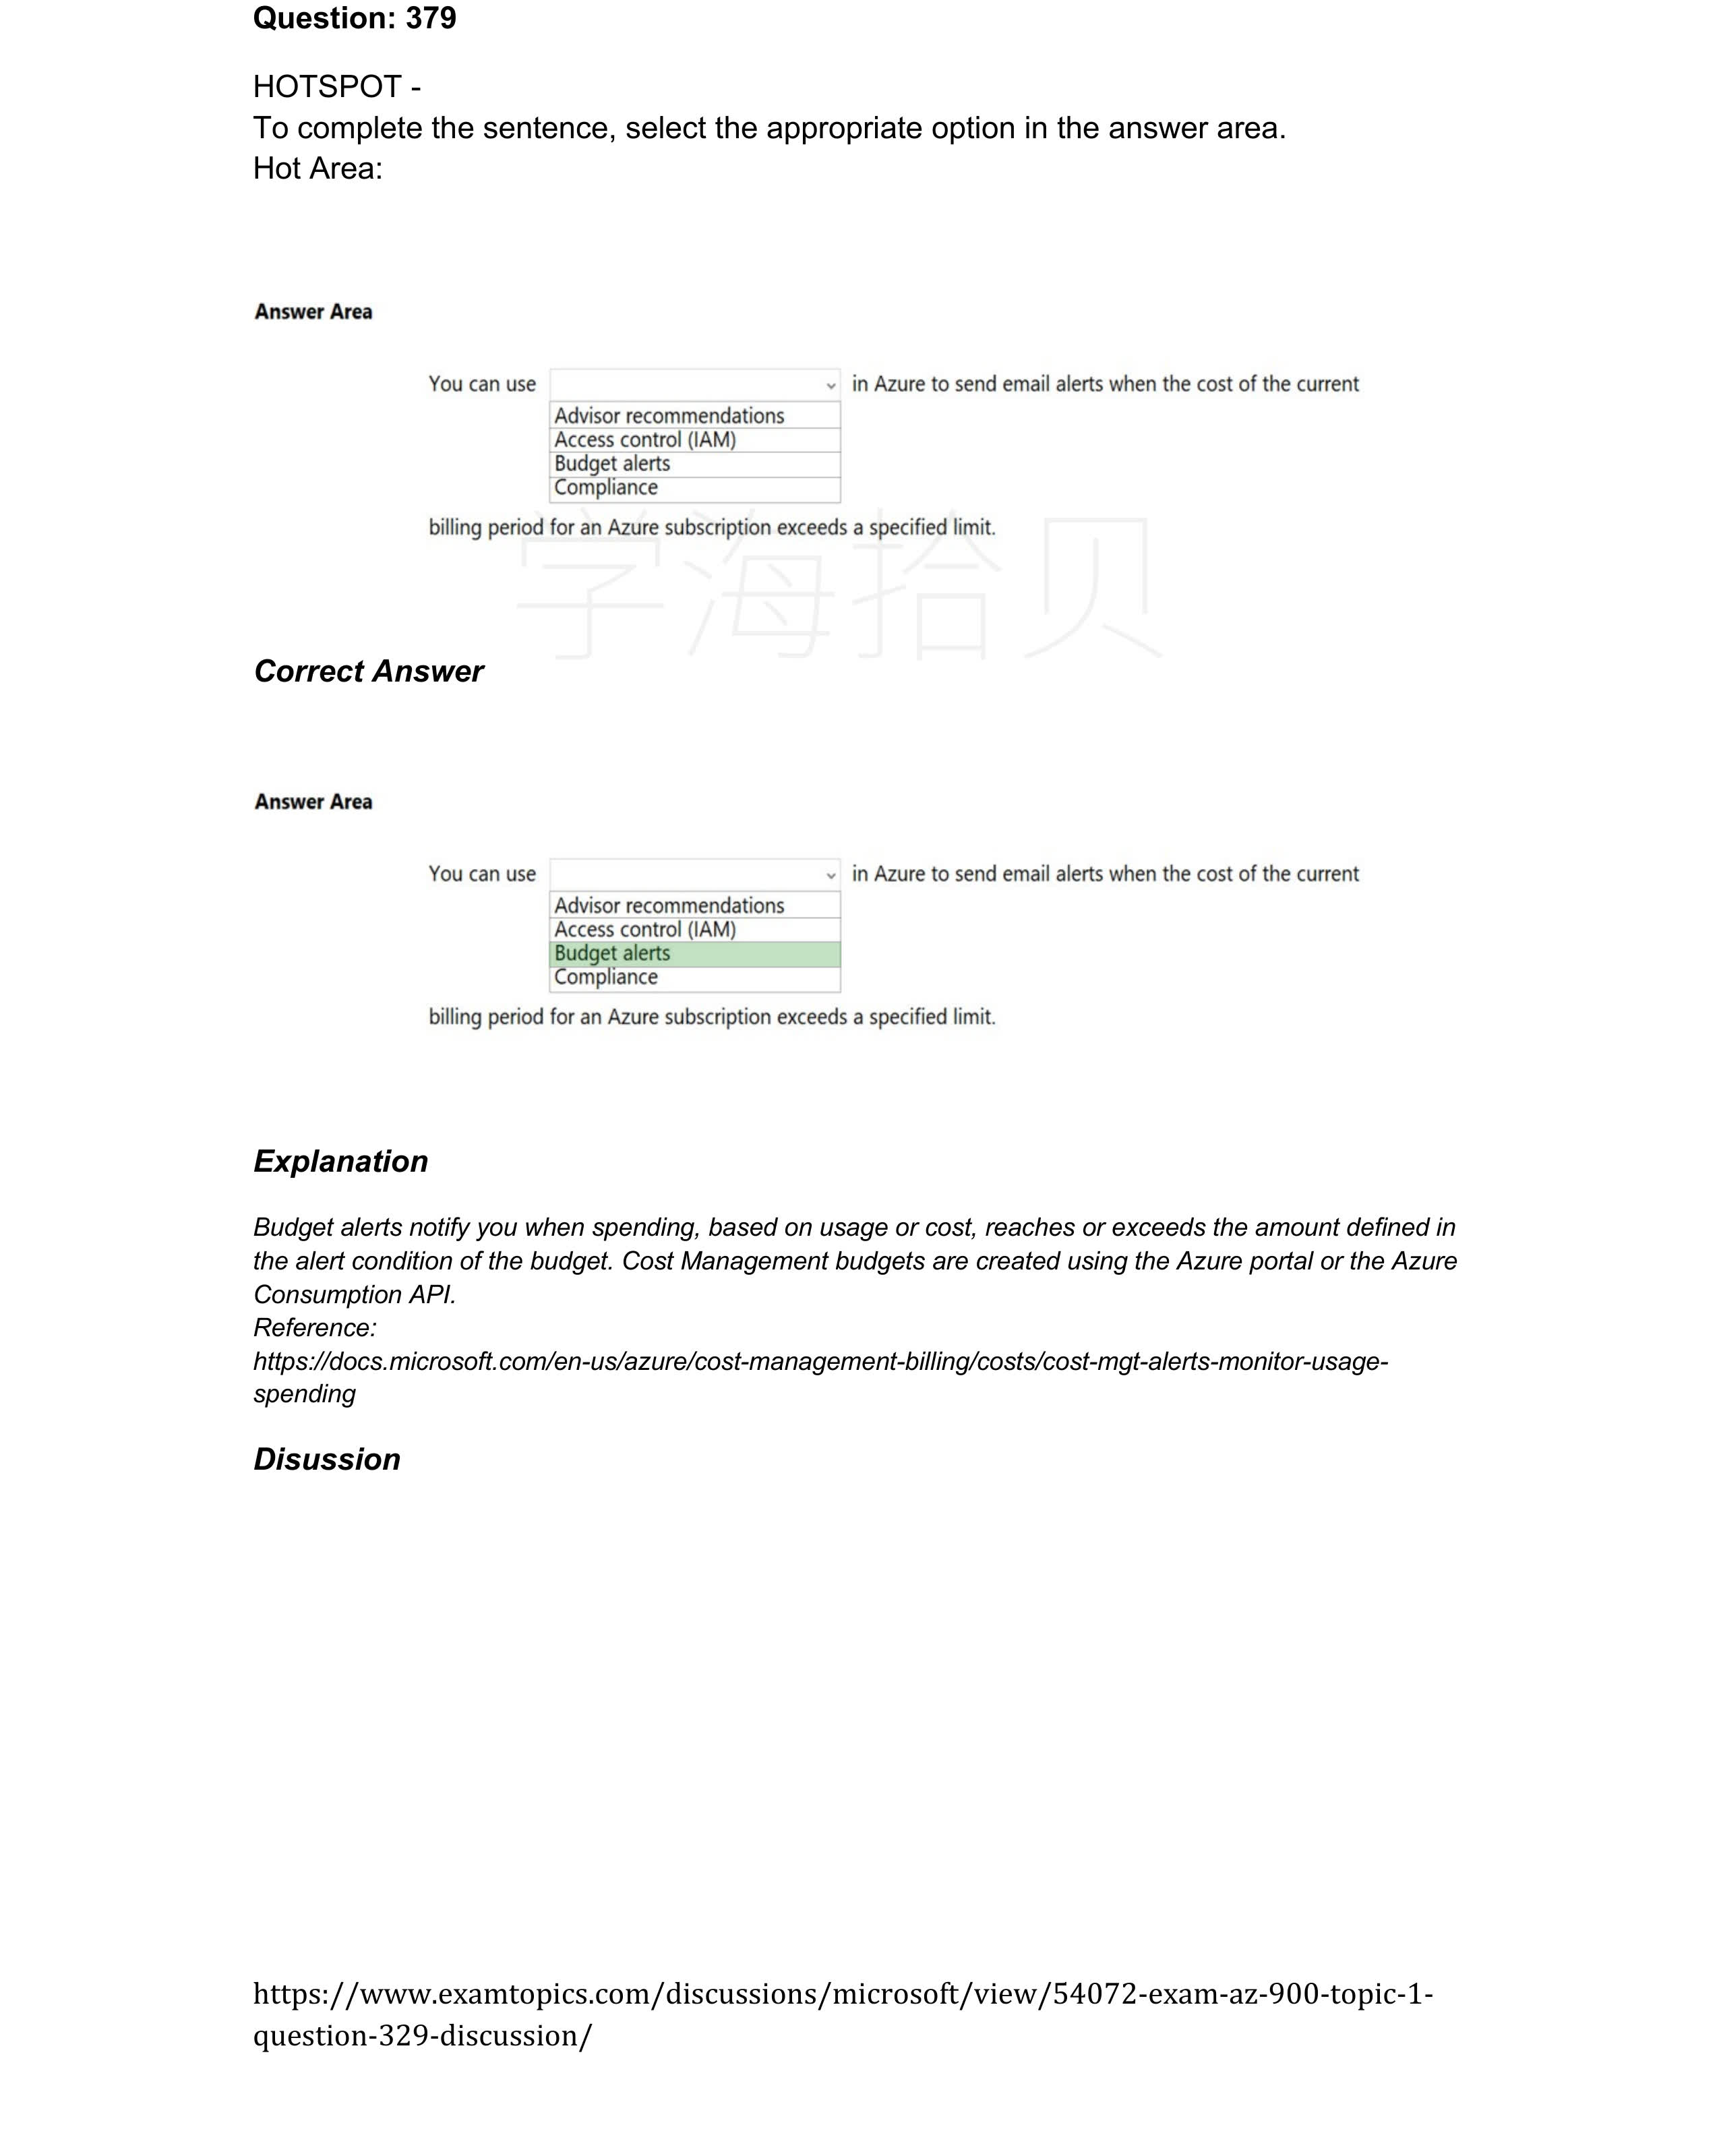 Question: 379
HOTSPOT -
To complete the sentence, select the appropriate option in the answer area.
Hot Area:
Answer Area
You can use in Azure to send email alerts when the cost of the current
Advisor recommendations
Access control (IAM)
Budget alerts
Compliance
billing period for an Azure subscription exceeds a specified limit.
学海拾贝
Correct Answer
Answer Area
You can use in Azure to send email alerts when the cost of the current
Advisor recommendations
Access control (IAM)
Budget alerts
Compliance
billing period for an Azure subscription exceeds a specified limit.
Explanation
Budget alerts notify you when spending, based on usage or cost, reaches or exceeds the amount defined in
the alert condition of the budget. Cost Management budgets are created using the Azure portal or the Azure
Consumption API.
Reference:
https://docs.microsoft.com/en-us/azure/cost-management-billing/costs/cost-mgt-alerts-monitor-usage-
spending
Disussion
https://www.examtopics.com/discussions/microsoft/view/54072-exam-az-900-topic-1-
question-329-discussion/